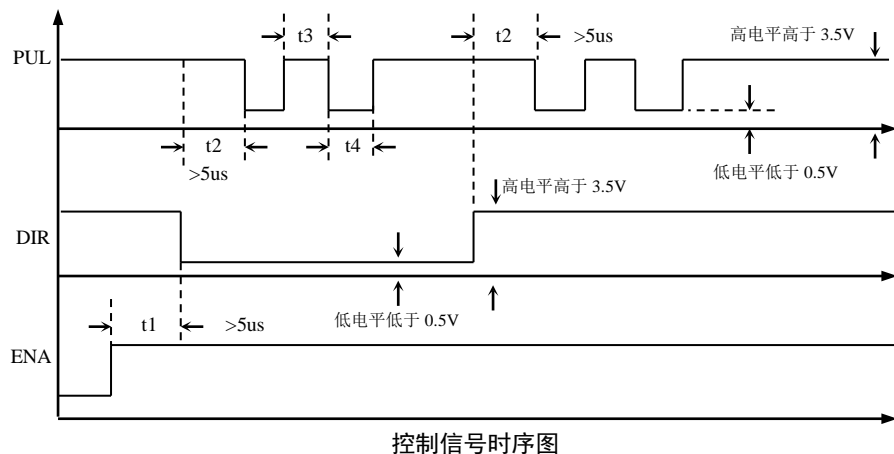 t3
t2
>5us
高电平高于 3.5V
PUL
t2
t4
>5us
低电平低于 0.5V
高电平高于 3.5V
DIR
低电平低于 0.5V
t1
>5us
ENA
控制信号时序图